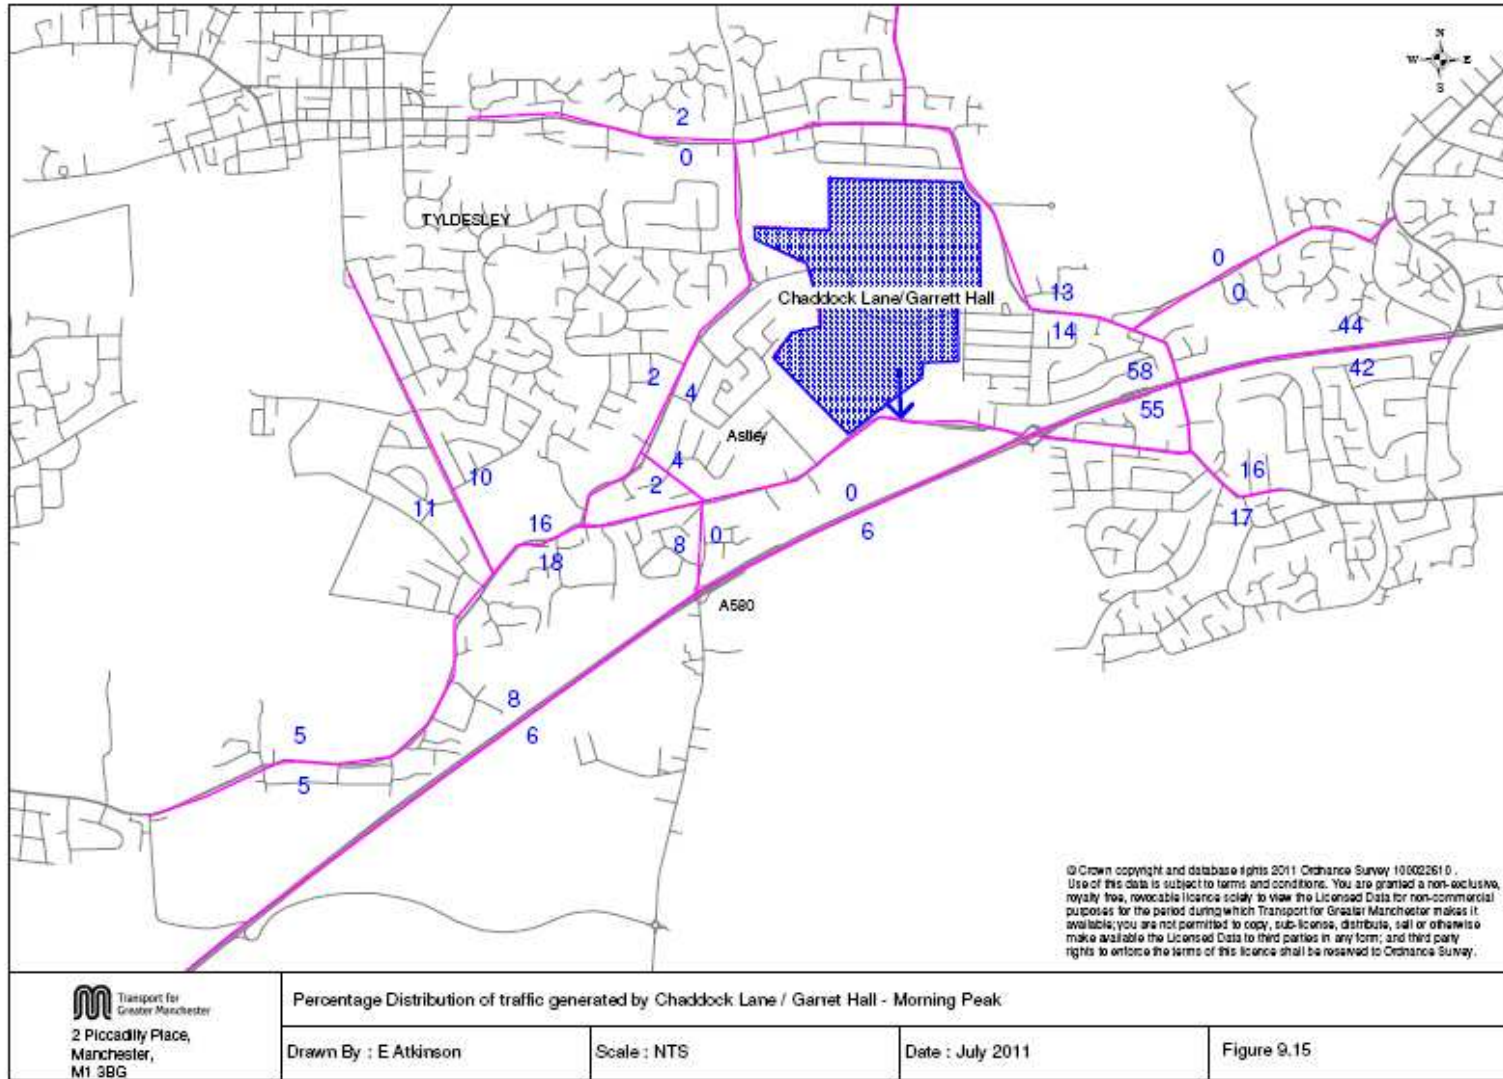 N
W E
S
2
0
TYLDESLEY
0
0
Chaddock Lane/Garrett Hall
13
14
44
42
58
55
2
4
Astley
4
2
10
11
16
18
0
6
8
0
16
17
A580
8
6
5
5
© Crown copyright and database rights 2011 Ordnance Survey 100022610 .
Use of this data is subject to terms and conditions. You are granted a non-exclusive,
royalty free, revocable licence solely to view the Licensed Data for non-commercial
purposes for the period during which Transport for Greater Manchester makes it
available; you are not permitted to copy, sub-license, distribute, sell or otherwise
make available the Licensed Data to third parties in any form; and third party
rights to enforce the terms of this licence shall be reserved to Ordnance Survey.
Transport for
Greater Manchester
2 Piccadilly Place,
Manchester,
M1 3BG
Percentage Distribution of traffic generated by Chaddock Lane / Garret Hall - Morning Peak
Drawn By : E Atkinson
Scale : NTS
Date : July 2011
Figure 9.15